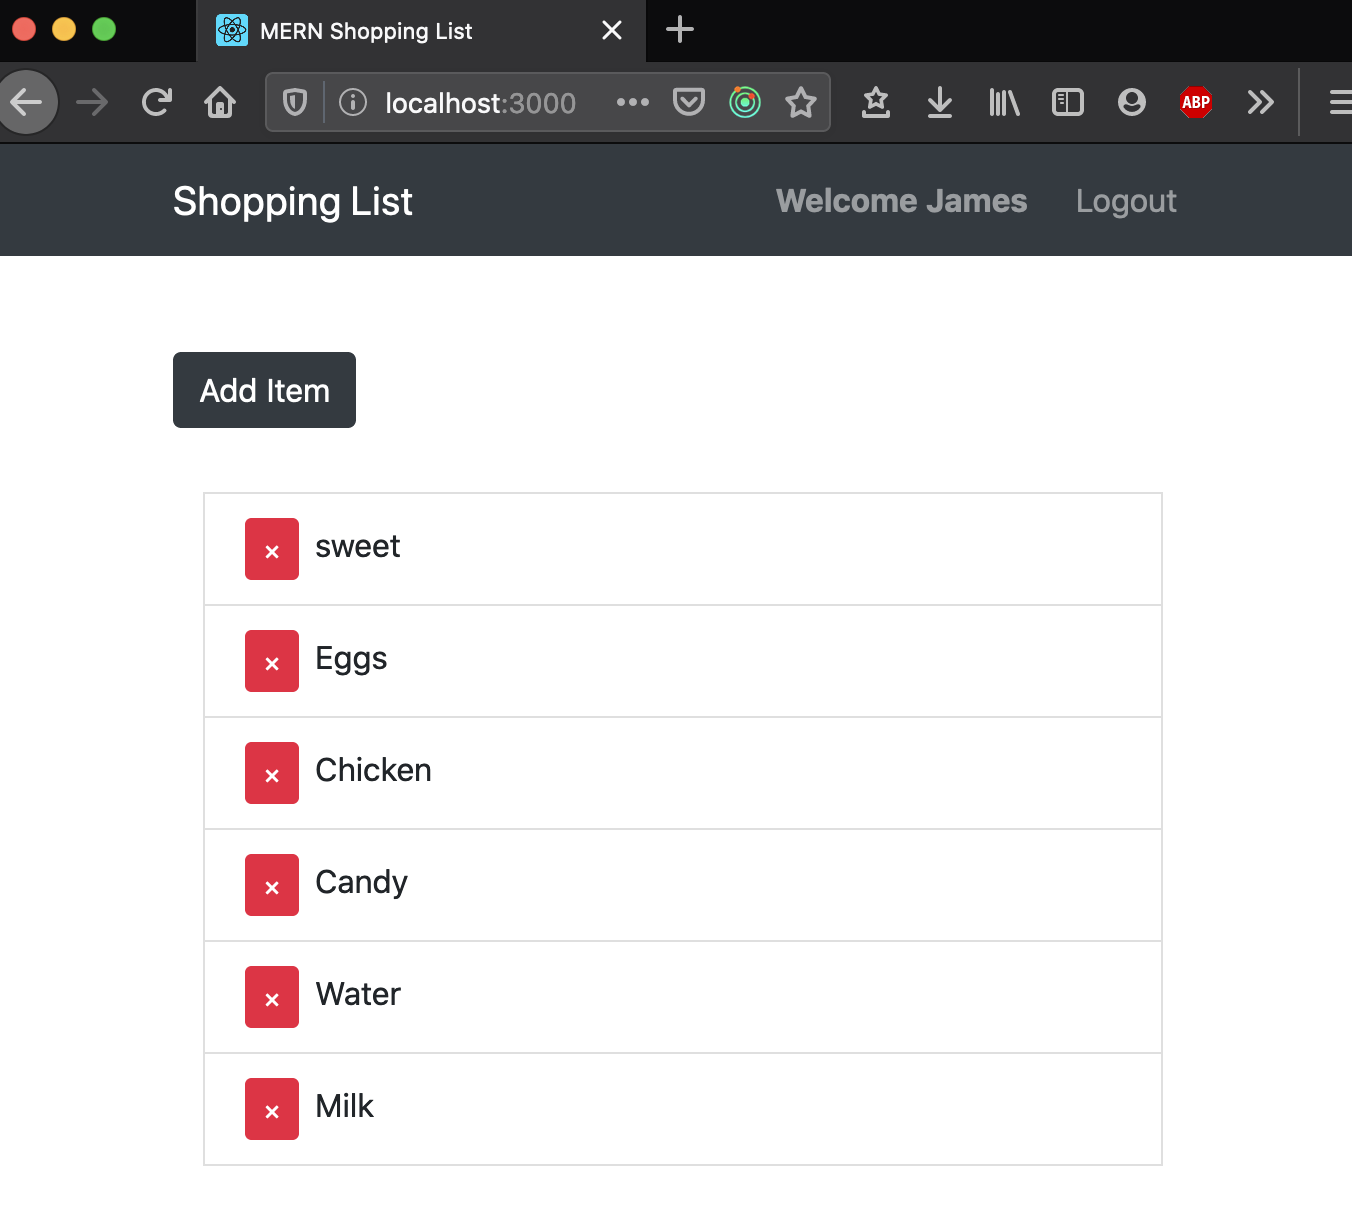 MERN Shopping List
localhost:3000
ABP
Shopping List
Welcome James
Logout
Add Item
× sweet
× Eggs
× Chicken
× Candy
× Water
× Milk